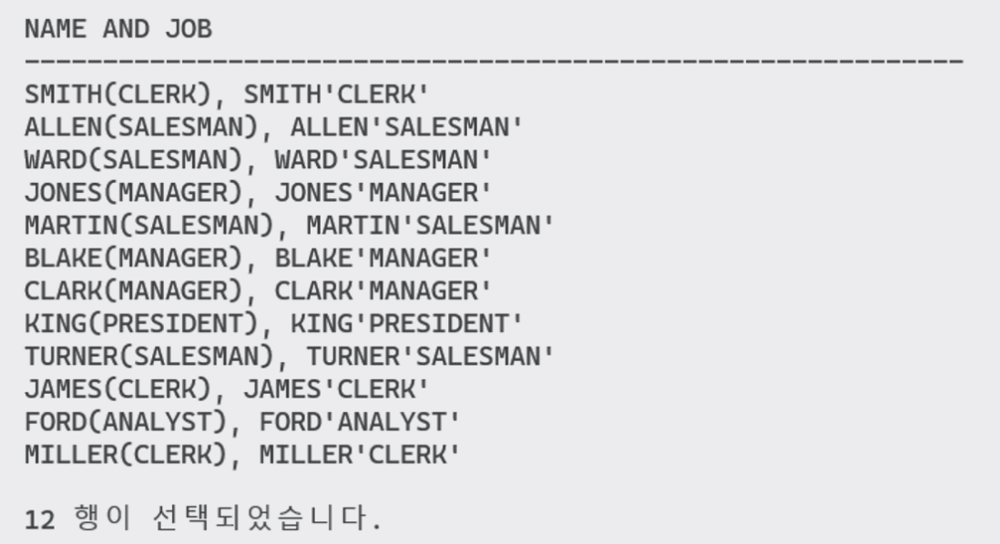 NAME AND JOB
------------------------------------------------------------
SMITH(CLERK), SMITH'CLERK'
ALLEN(SALESMAN), ALLEN'SALESMAN'
WARD(SALESMAN), WARD'SALESMAN'
JONES(MANAGER), JONES'MANAGER'
MARTIN(SALESMAN), MARTIN'SALESMAN'
BLAKE(MANAGER), BLAKE'MANAGER'
CLARK(MANAGER), CLARK'MANAGER'
KING(PRESIDENT), KING'PRESIDENT'
TURNER(SALESMAN), TURNER'SALESMAN'
JAMES(CLERK), JAMES'CLERK'
FORD(ANALYST), FORD'ANALYST'
MILLER(CLERK), MILLER'CLERK'
12 행이 선택되었습니다.